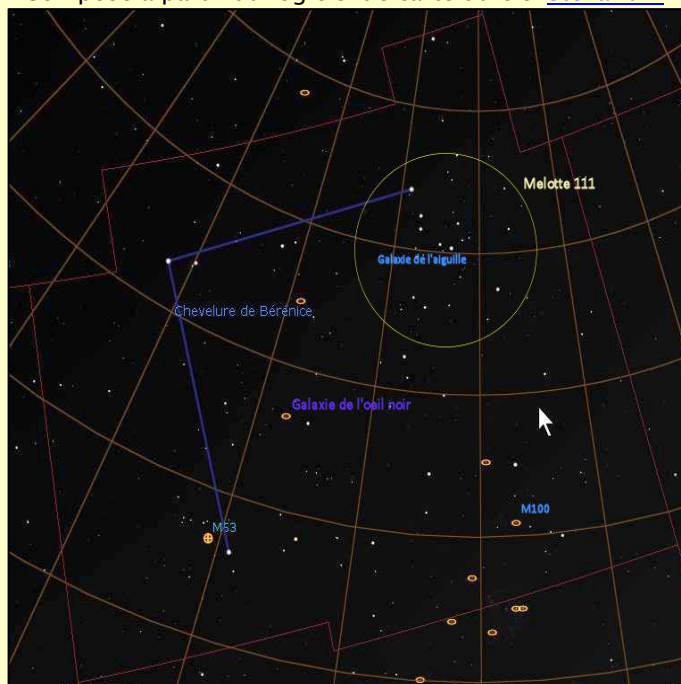 Melotte 111
Galaxie de l'aiguille
Chevelure de Bérénice
Galaxie de l'oeil noir
M100
M53